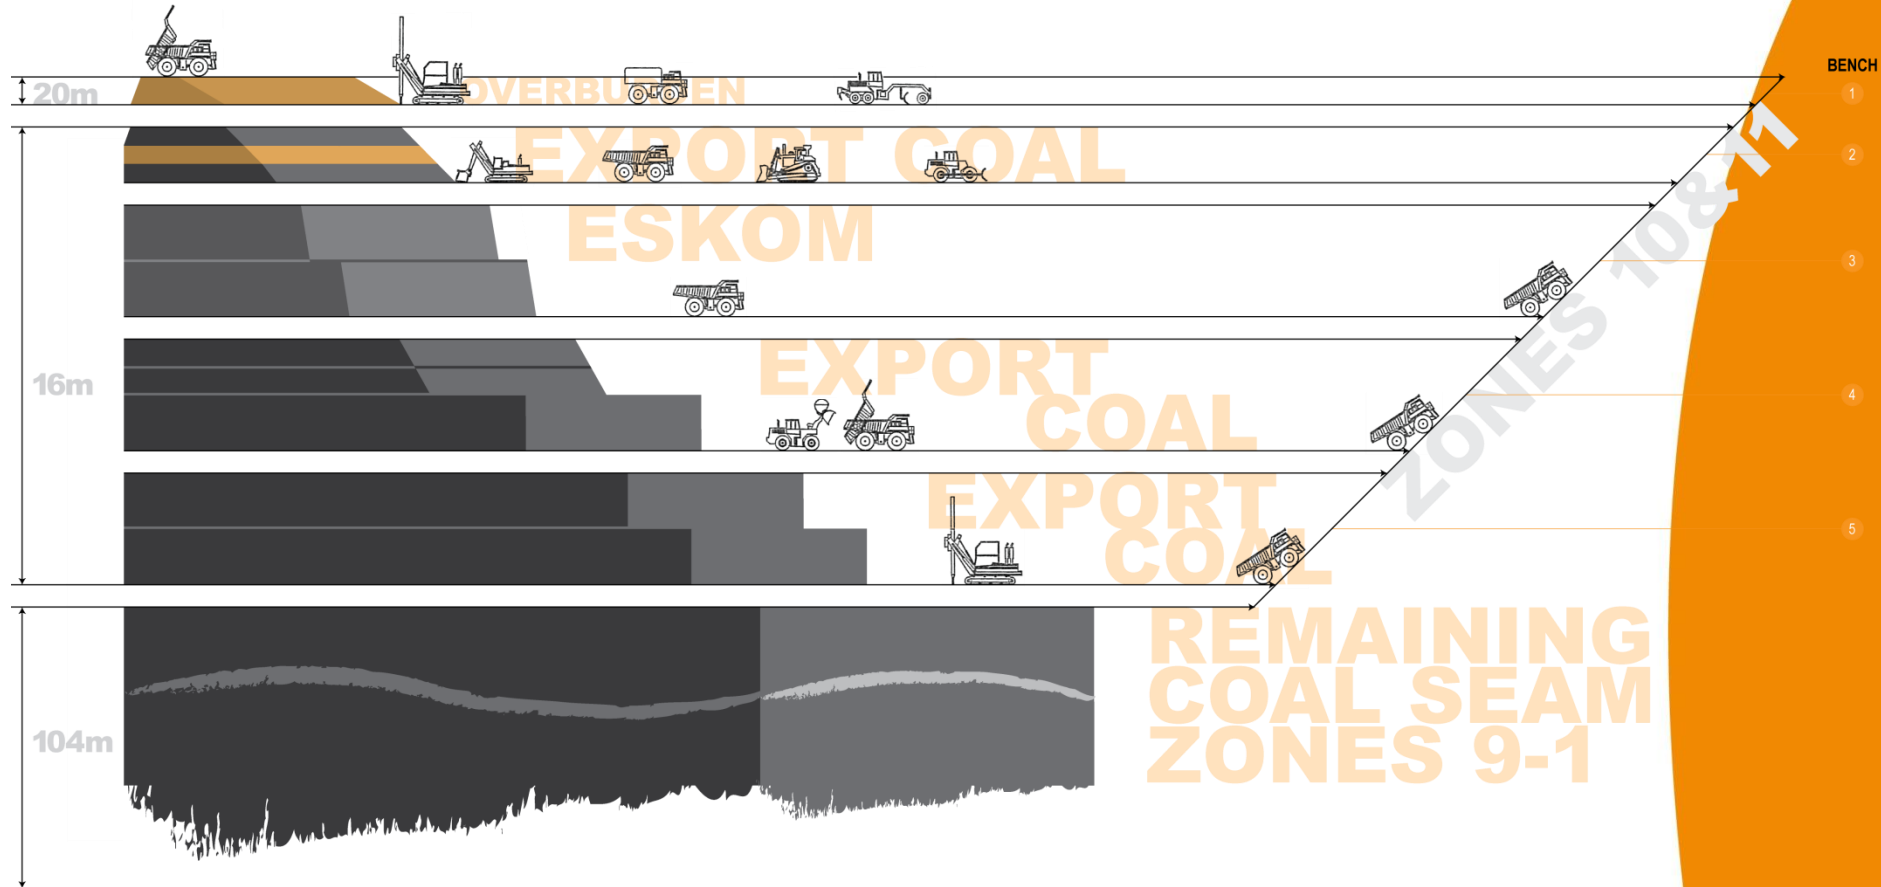 BENCH
20m
OVERBURDEN
1
EXPORT COAL
2
ESKOM
3
ZONES 10&11
16m
EXPORT
COAL
4
EXPORT
COAL
5
REMAINING
COAL SEAM
ZONES 9-1
104m